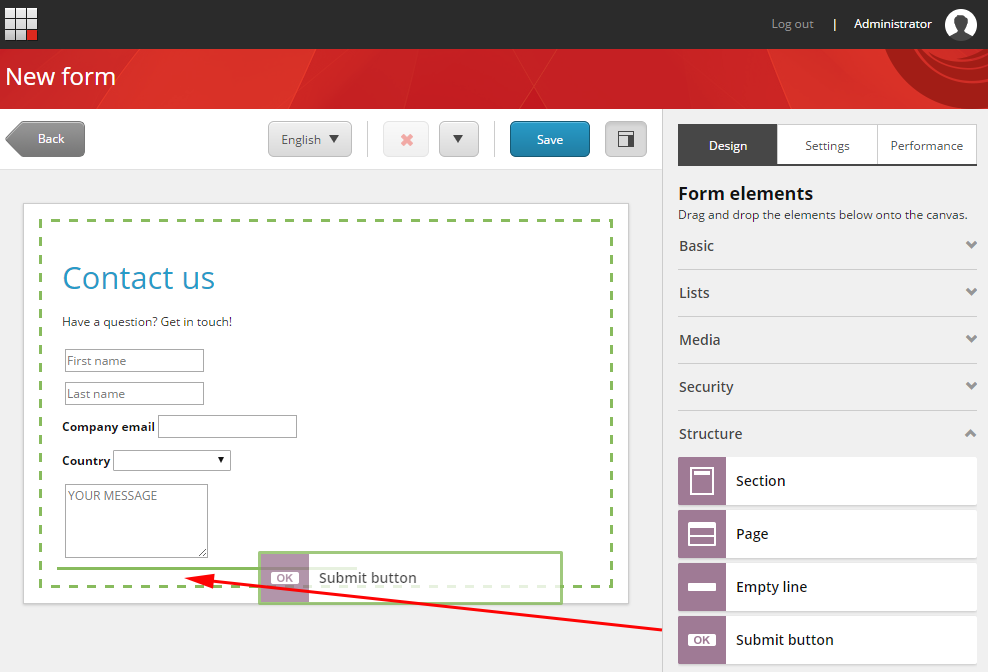 Log out | Administrator
New form
Back
English
Save
Design
Settings
Performance
Contact us
Have a question? Get in touch!
First name
Last name
Company email
Country
YOUR MESSAGE
OK Submit button
Form elements
Drag and drop the elements below onto the canvas.
Basic
Lists
Media
Security
Structure
Section
Page
Empty line
OK Submit button